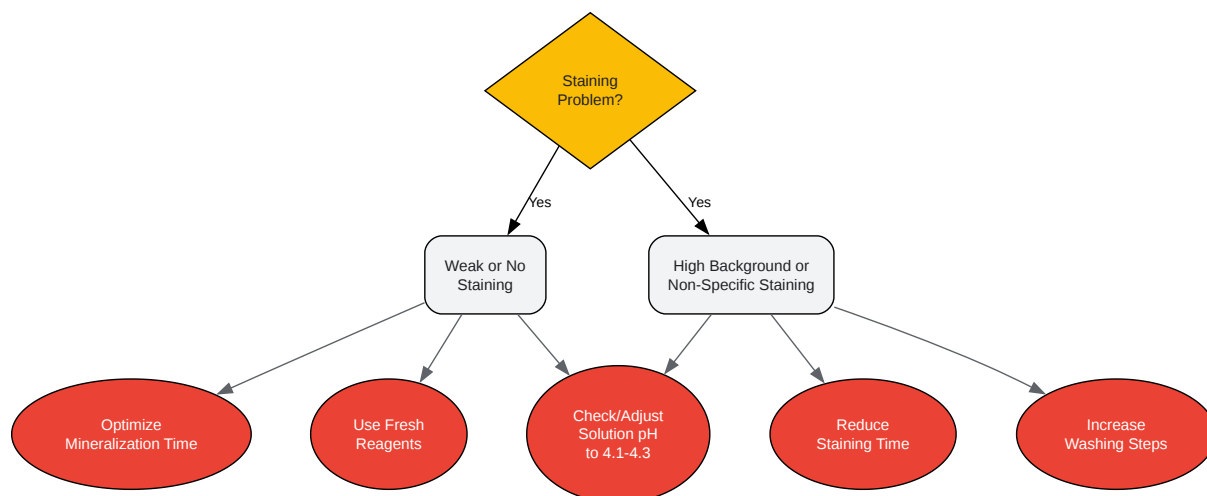 Staining
Problem?
Yes
Yes
Weak or No
Staining
High Background or
Non-Specific Staining
Optimize
Mineralization Time
Use Fresh
Reagents
Check/Adjust
Solution pH
to 4.1-4.3
Reduce
Staining Time
Increase
Washing Steps